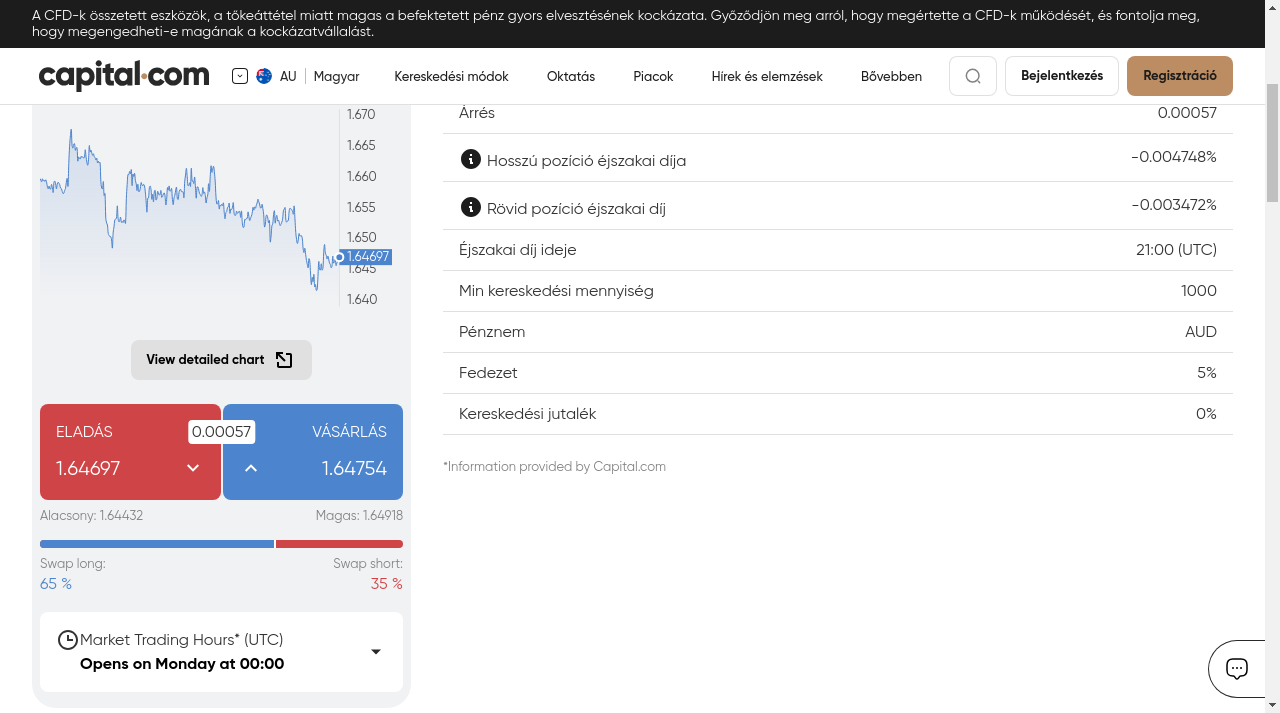 A CFD-k összetett eszközök, a tőkeáttétel miatt magas a befektetett pénz gyors elvesztésének kockázata. Győződjön meg arról, hogy megértette a CFD-k működését, és fontolja meg,
hogy megengedheti-e magának a kockázatvállalást.
capital.com
AU
Magyar
Kereskedési módok
Oktatás
Piacok
Hírek és elemzések
Bővebben
Bejelentkezés
Regisztráció
1.670
1.665
1.660
1.655
1.650
1.64697
1.645
1.640
View detailed chart
ELADÁS
0.00057
VÁSÁRLÁS
1.64697
1.64754
Alacsony: 1.64432
Magas: 1.64918
Swap long:
Swap short:
65 %
35 %
Market Trading Hours* (UTC)
Opens on Monday at 00:00
Árrés
0.00057
Hosszú pozíció éjszakai díja
-0.004748%
Rövid pozíció éjszakai díj
-0.003472%
Éjszakai díj ideje
21:00 (UTC)
Min kereskedési mennyiség
1000
Pénznem
AUD
Fedezet
5%
Kereskedési jutalék
0%
*Information provided by Capital.com